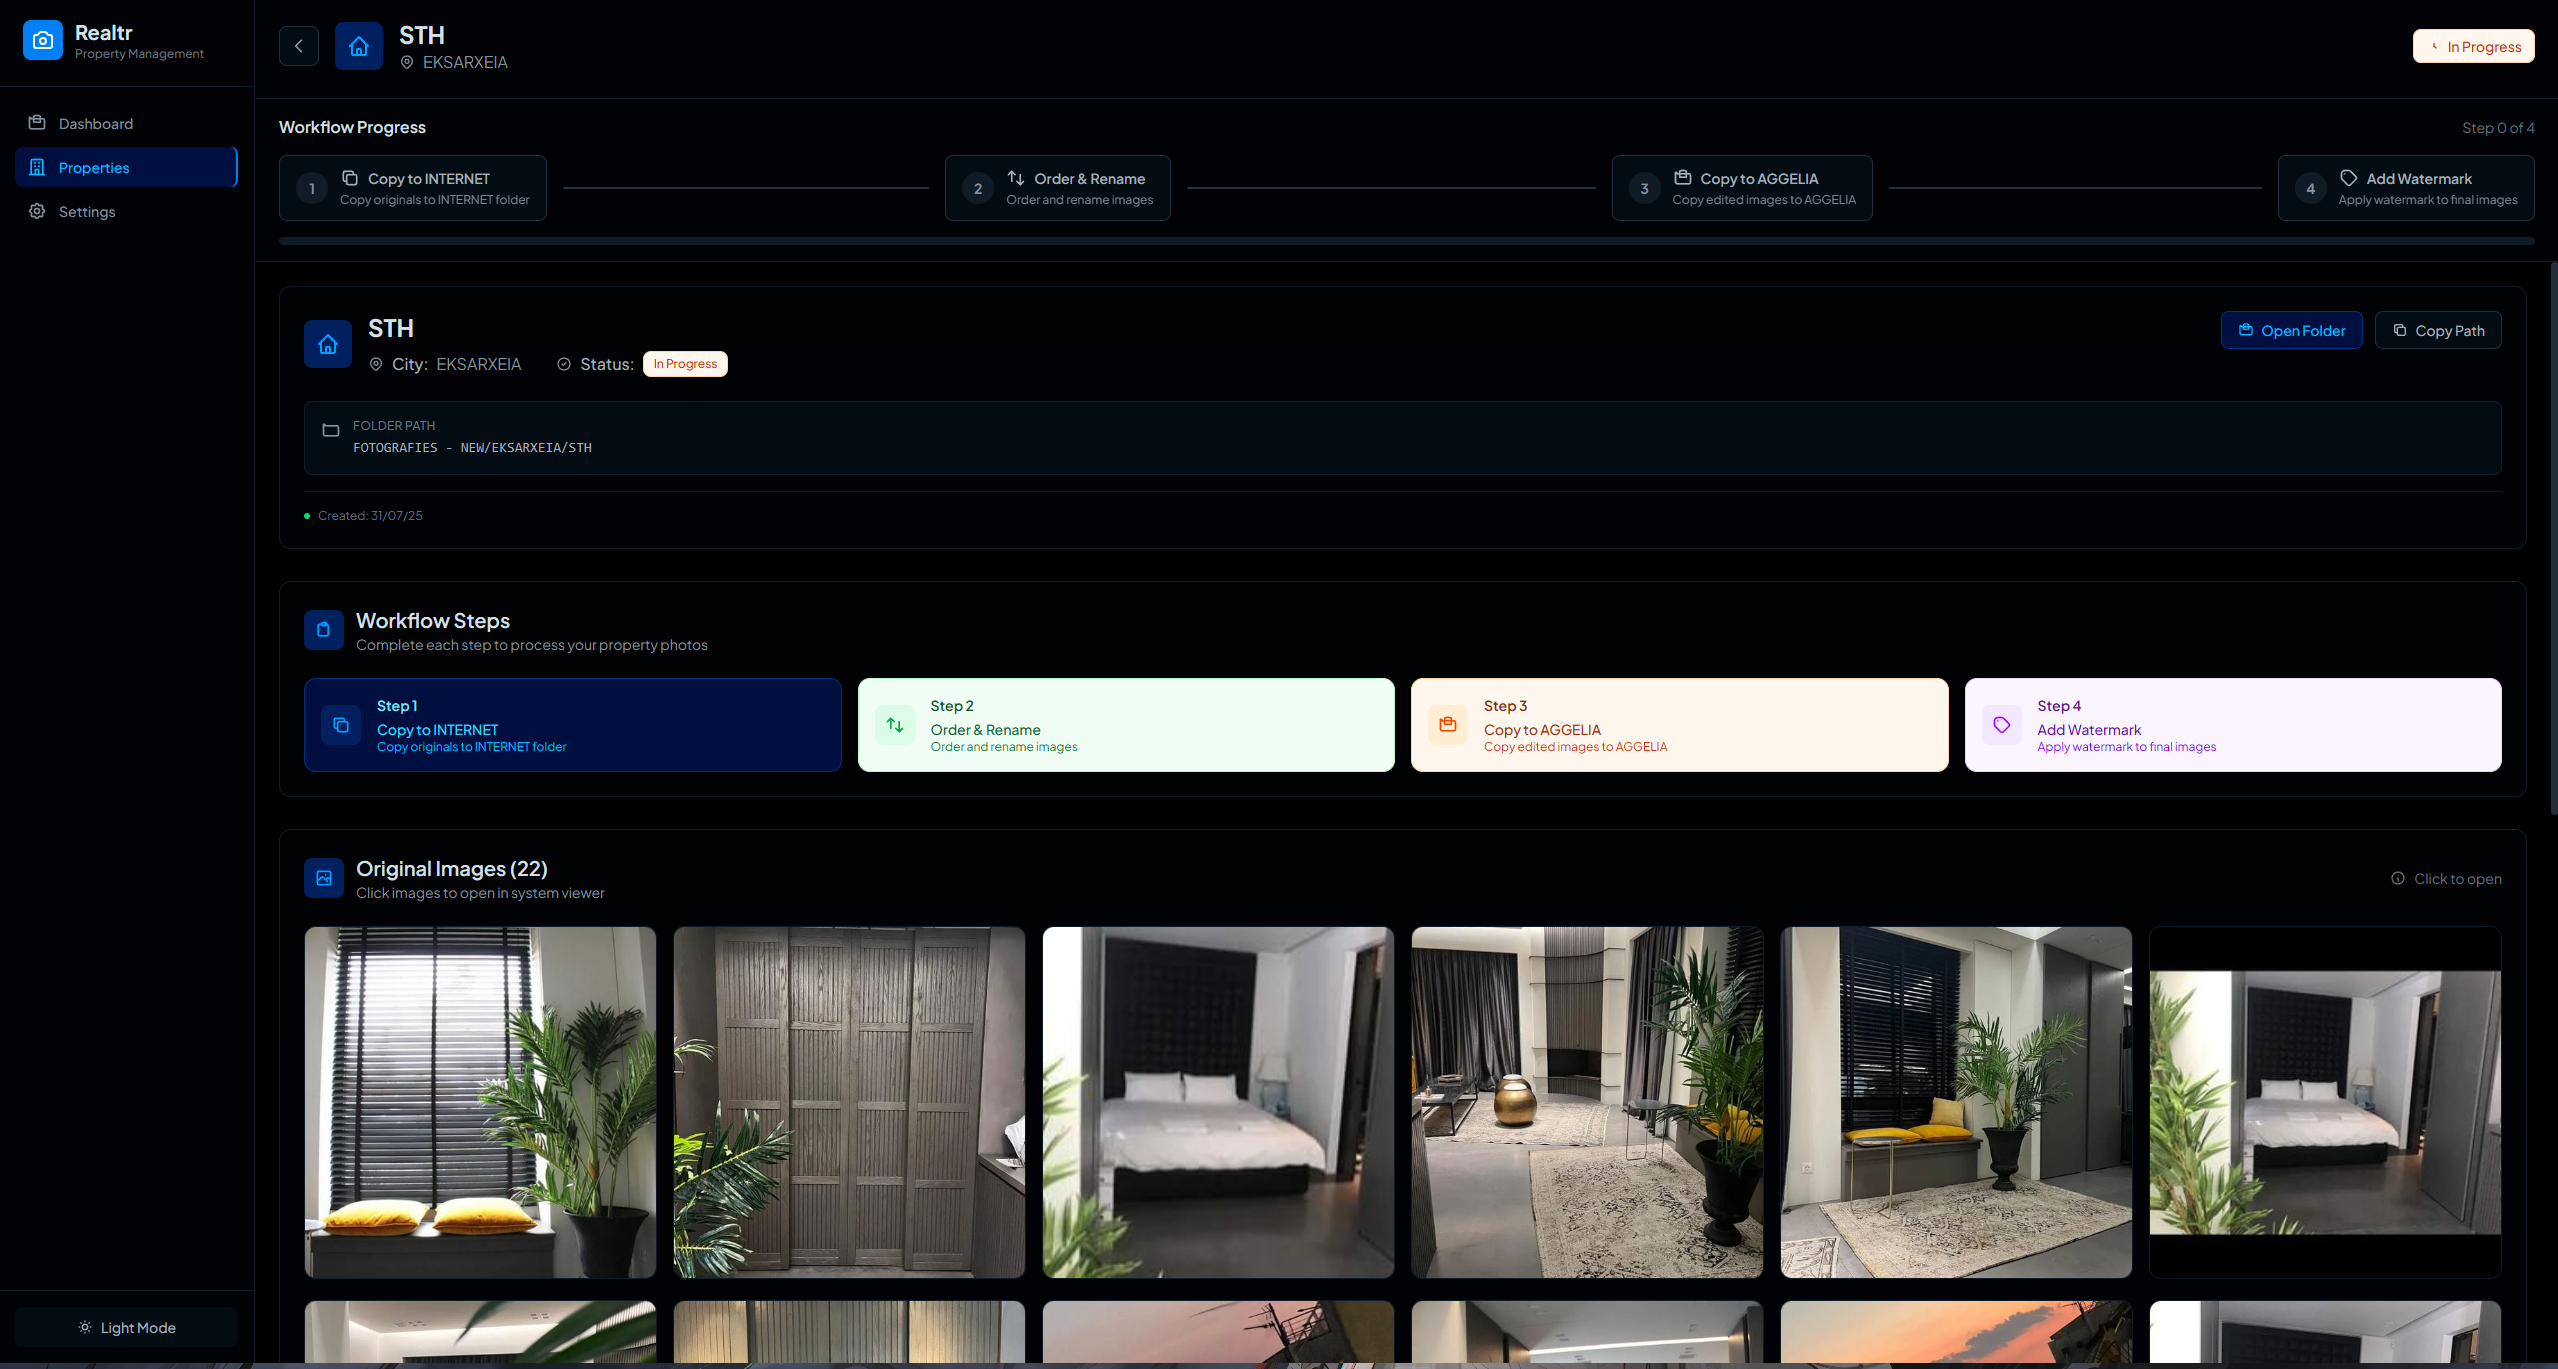 Realtr
Property Management
Dashboard
Properties
Settings
Light Mode
STH
EKSARXEIA
In Progress
Workflow Progress
Step 0 of 4
1
Copy to INTERNET
Copy originals to INTERNET folder
2
Order & Rename
Order and rename images
3
Copy to AGGELIA
Copy edited images to AGGELIA
4
Add Watermark
Apply watermark to final images
STH
City: EKSARXEIA
Status: In Progress
Open Folder
Copy Path
FOLDER PATH
FOTOGRAFIES - NEW/EKSARXEIA/STH
Created: 31/07/25
Workflow Steps
Complete each step to process your property photos
Step 1
Copy to INTERNET
Copy originals to INTERNET folder
Step 2
Order & Rename
Order and rename images
Step 3
Copy to AGGELIA
Copy edited images to AGGELIA
Step 4
Add Watermark
Apply watermark to final images
Original Images (22)
Click images to open in system viewer
Click to open